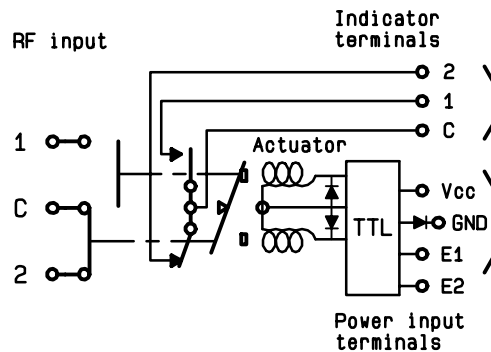 Indicator
terminals
RF input
2
1
C
Actuator
1
C
2
TTL
Vcc
GND
E1
E2
Power input
terminals